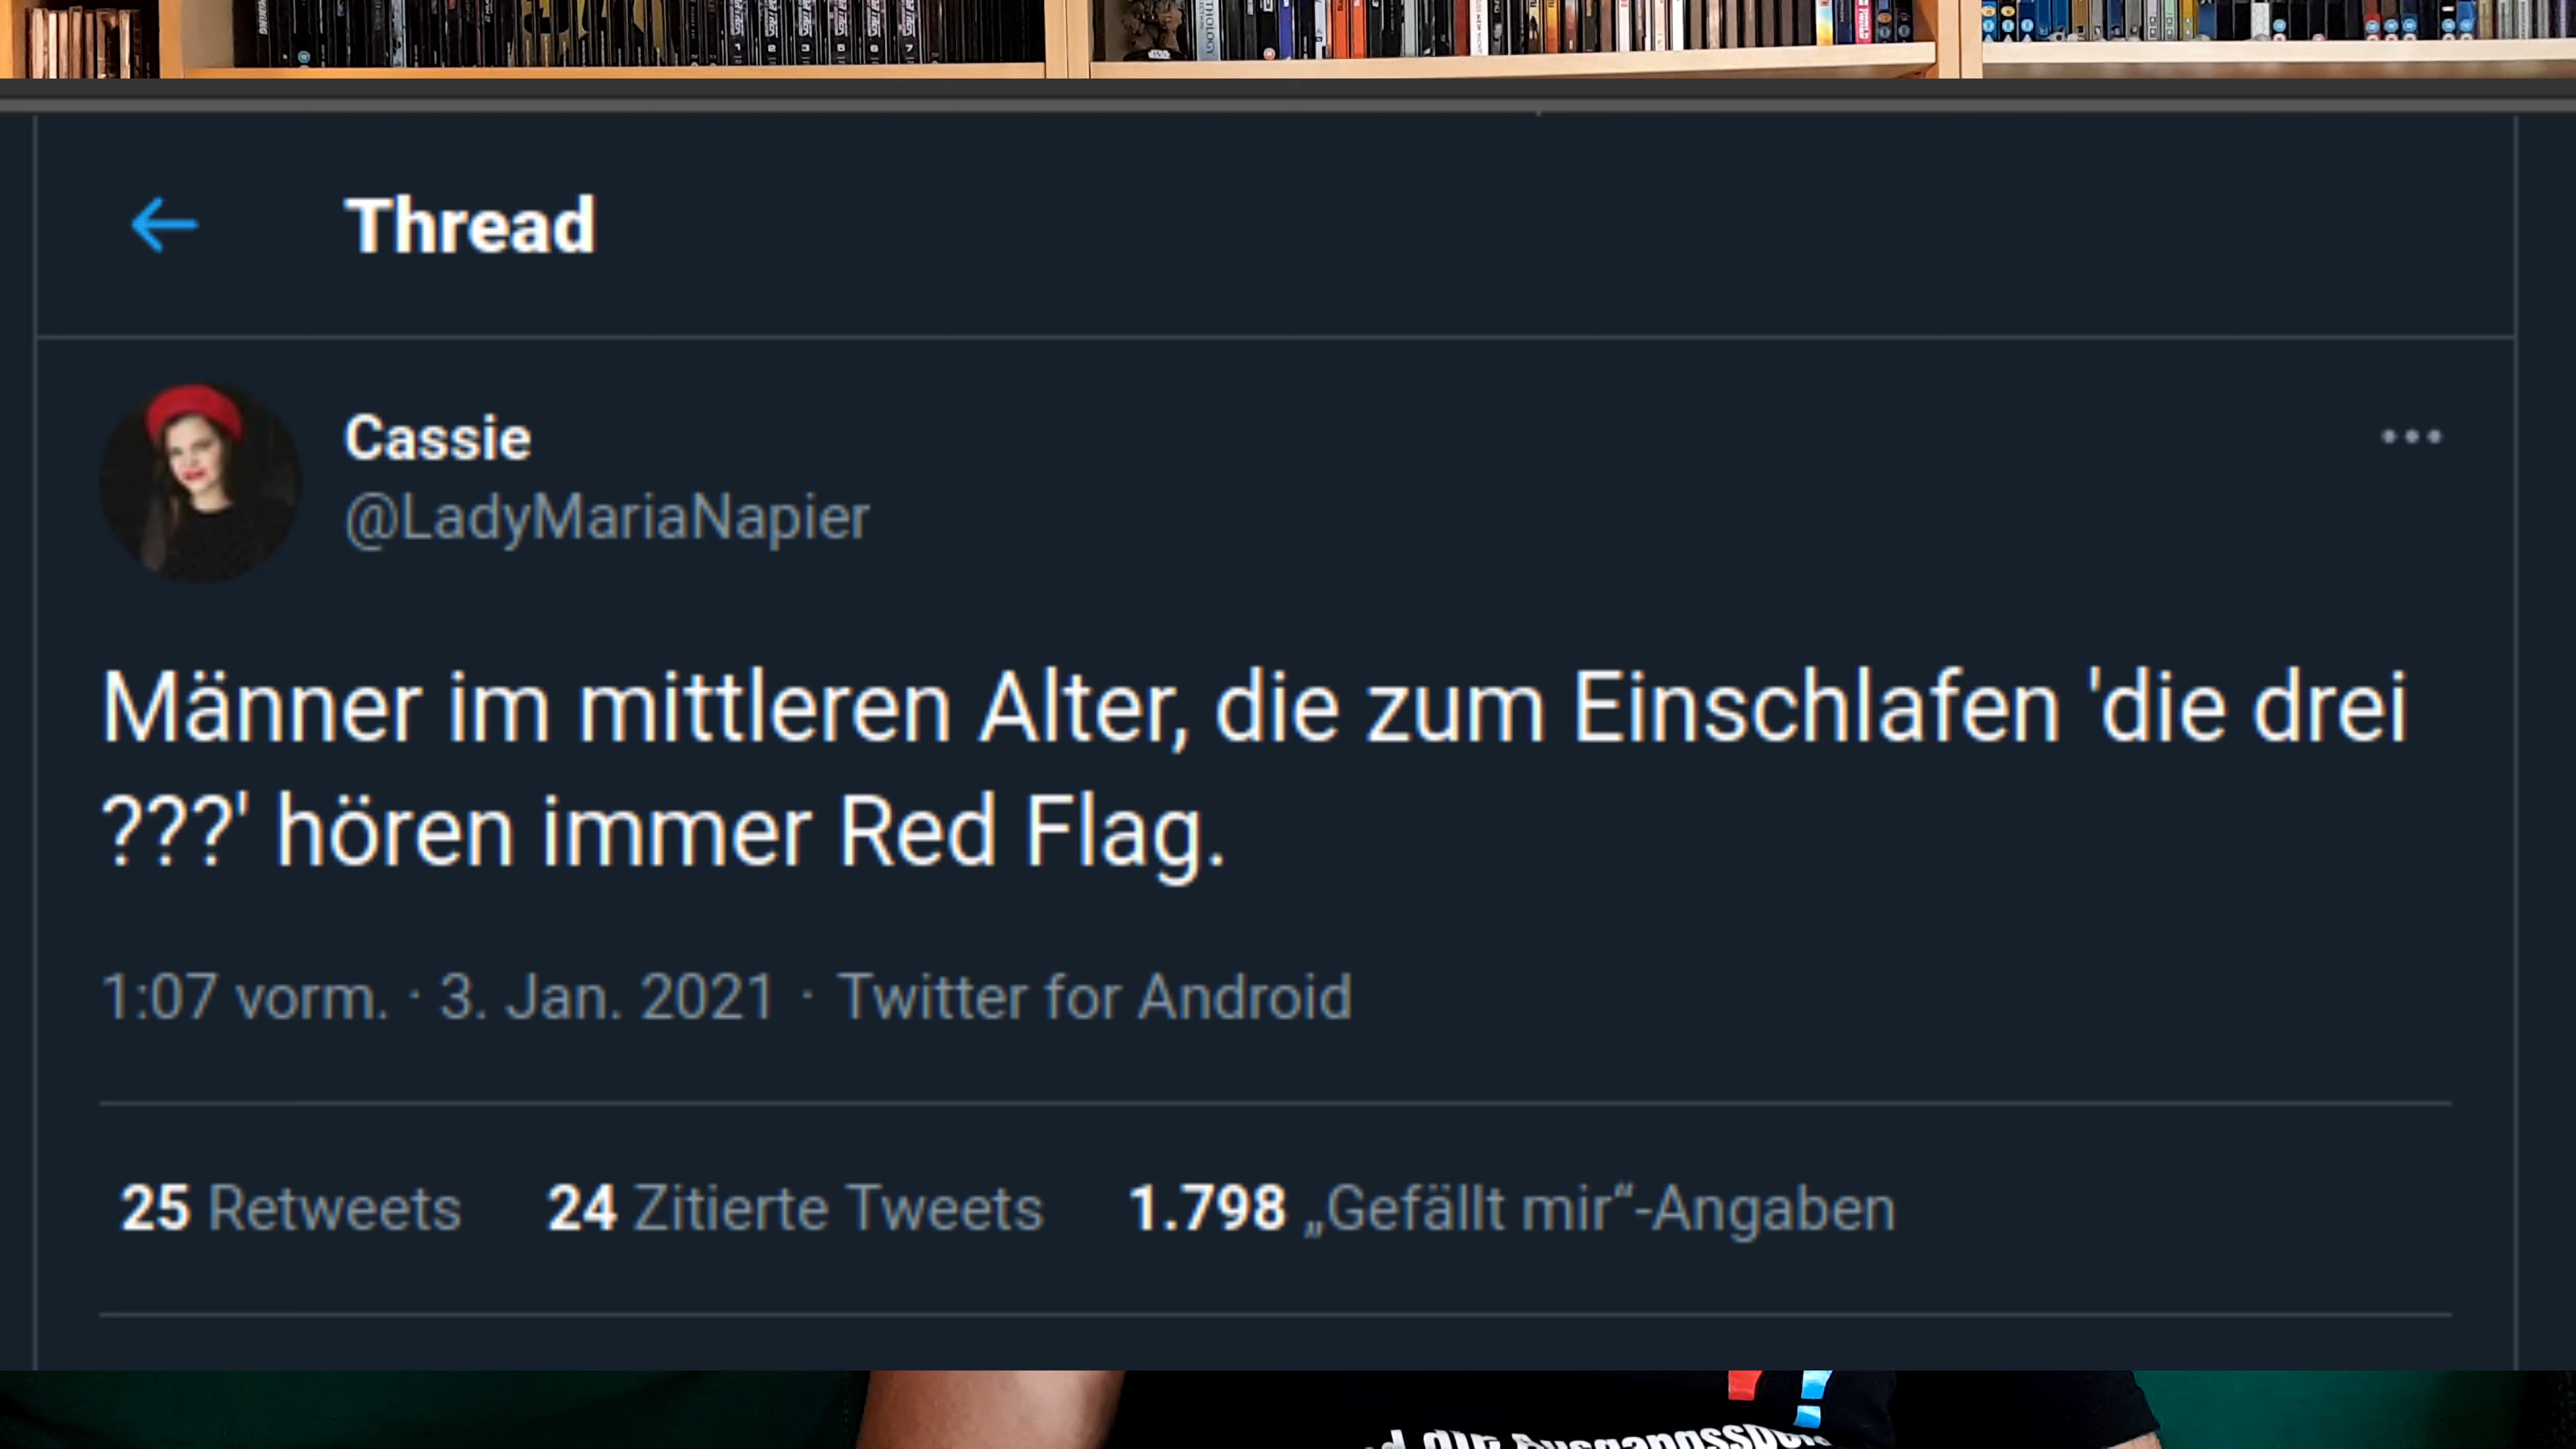 Thread
Cassie
@LadyMariaNapier
Männer im mittleren Alter, die zum Einschlafen 'die drei
???' hören immer Red Flag.
1:07 vorm. · 3. Jan. 2021 · Twitter for Android
25 Retweets 24 Zitierte Tweets 1.798 „Gefällt mir“-Angaben